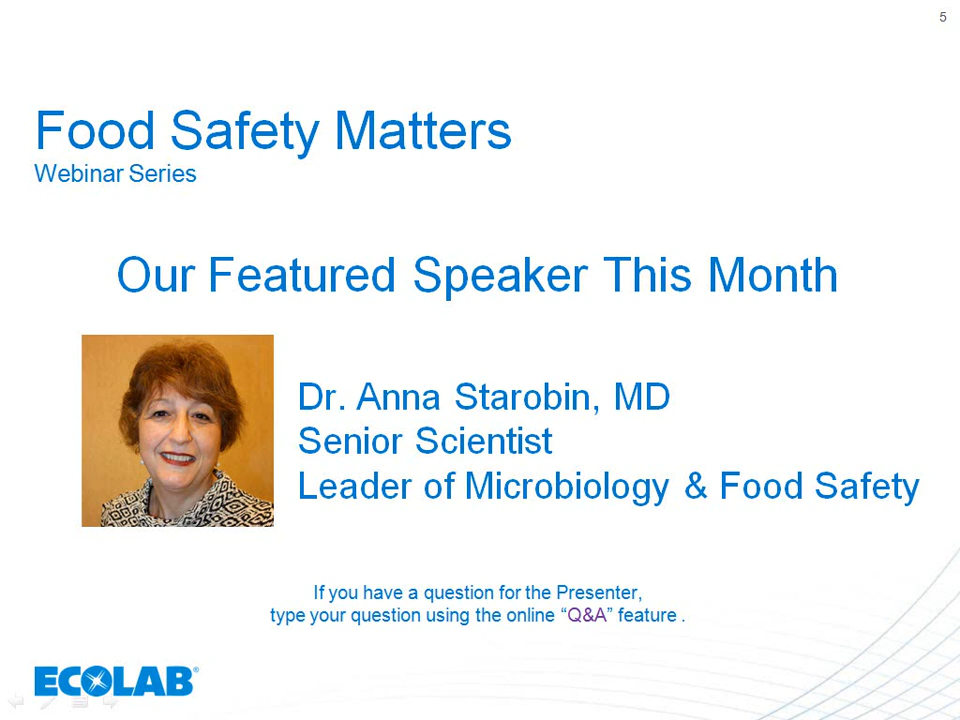 5
Food Safety Matters
Webinar Series
Our Featured Speaker This Month
Dr. Anna Starobin, MD
Senior Scientist
Leader of Microbiology & Food Safety
If you have a question for the Presenter,
type your question using the online “Q&A” feature .
ECOLAB®